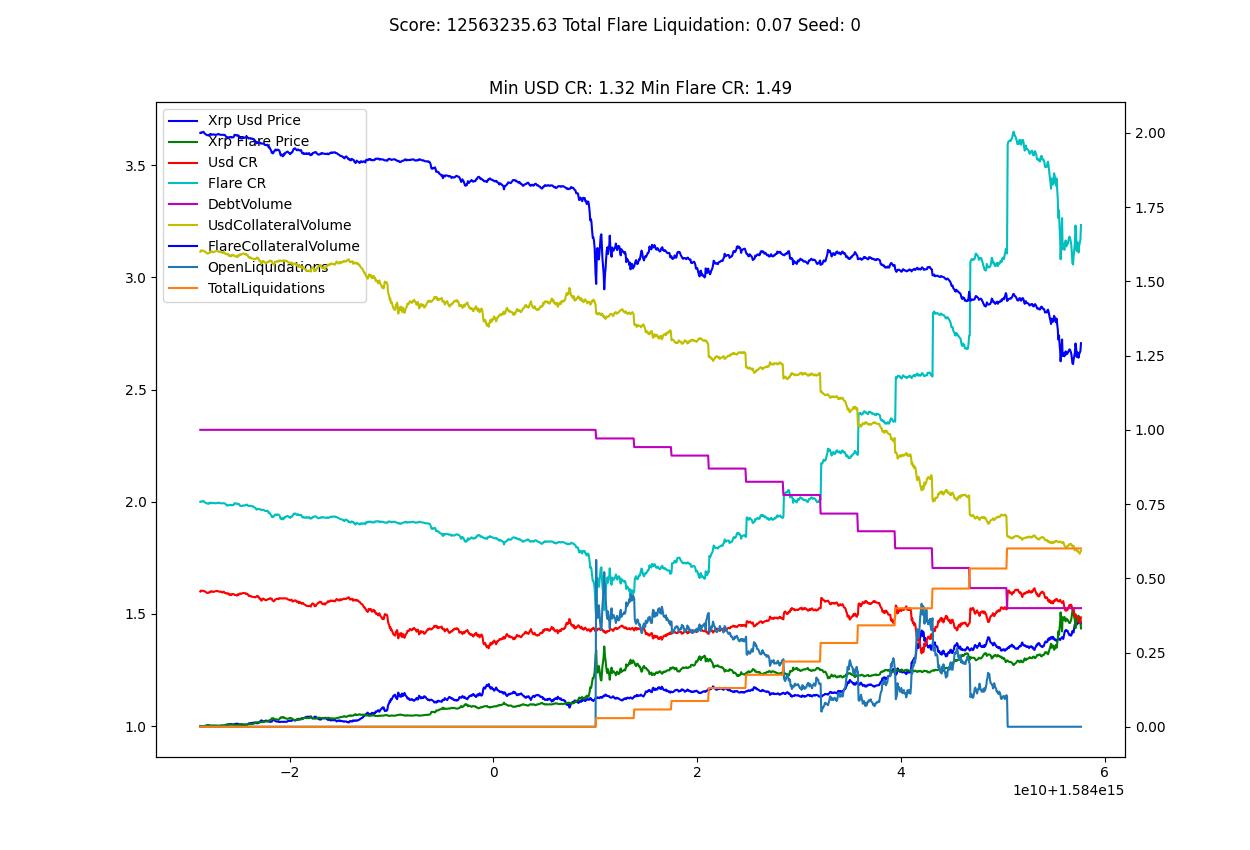 Score: 12563235.63 Total Flare Liquidation: 0.07 Seed: 0
Min USD CR: 1.32 Min Flare CR: 1.49
Xrp Usd Price
Xrp Flare Price
Usd CR
Flare CR
DebtVolume
UsdCollateralVolume
FlareCollateralVolume
OpenLiquidations
TotalLiquidations
3.5
3.0
2.5
2.0
1.5
1.0
2.00
1.75
1.50
1.25
1.00
0.75
0.50
0.25
0.00
−2
0
2
4
6
1e10+1.584e15